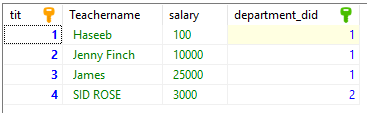 tit Teachername salary department_did
1 Haseeb 100 1
2 Jenny Finch 10000 1
3 James 25000 1
4 SID ROSE 3000 2